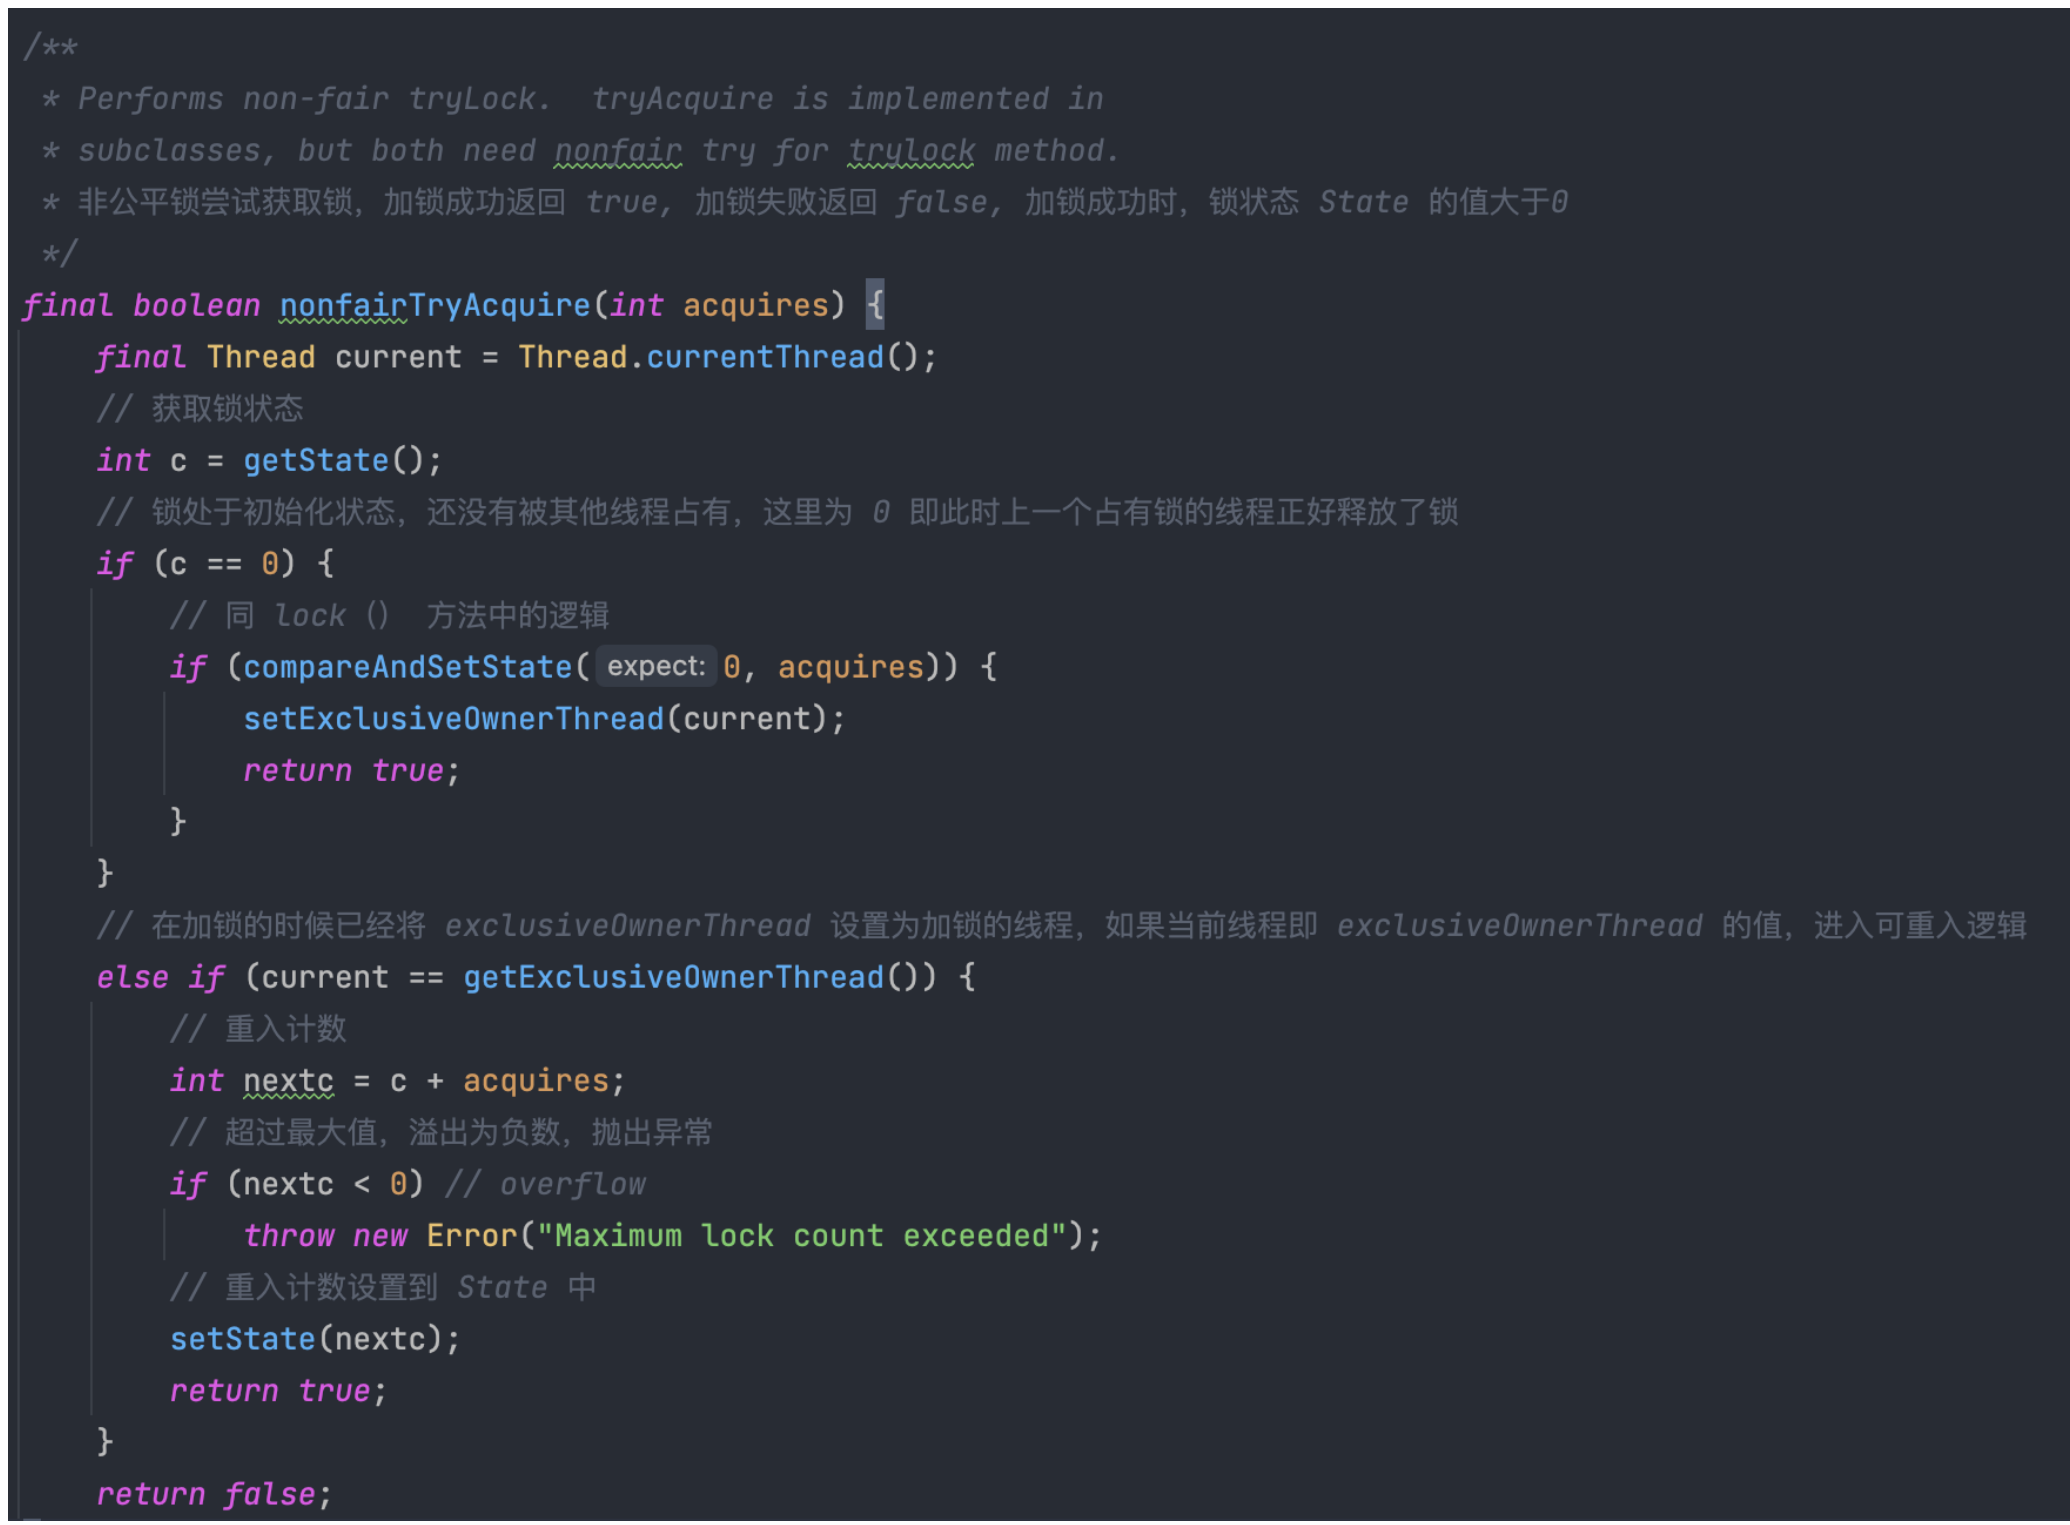 /**
 * Performs non-fair tryLock.  tryAcquire is implemented in
 * subclasses, but both need nonfair try for trylock method.
 * 非公平锁尝试获取锁，加锁成功返回 true, 加锁失败返回 false, 加锁成功时，锁状态 State 的值大于0
 */
final boolean nonfairTryAcquire(int acquires) {
    final Thread current = Thread.currentThread();
    // 获取锁状态
    int c = getState();
    // 锁处于初始化状态，还没有被其他线程占有，这里为 0 即此时上一个占有锁的线程正好释放了锁
    if (c == 0) {
        // 同 lock（） 方法中的逻辑
        if (compareAndSetState( expect: 0, acquires)) {
            setExclusiveOwnerThread(current);
            return true;
        }
    }
    // 在加锁的时候已经将 exclusiveOwnerThread 设置为加锁的线程，如果当前线程即 exclusiveOwnerThread 的值，进入可重入逻辑
    else if (current == getExclusiveOwnerThread()) {
        // 重入计数
        int nextc = c + acquires;
        // 超过最大值，溢出为负数，抛出异常
        if (nextc < 0) // overflow
            throw new Error("Maximum lock count exceeded");
        // 重入计数设置到 State 中
        setState(nextc);
        return true;
    }
    return false;